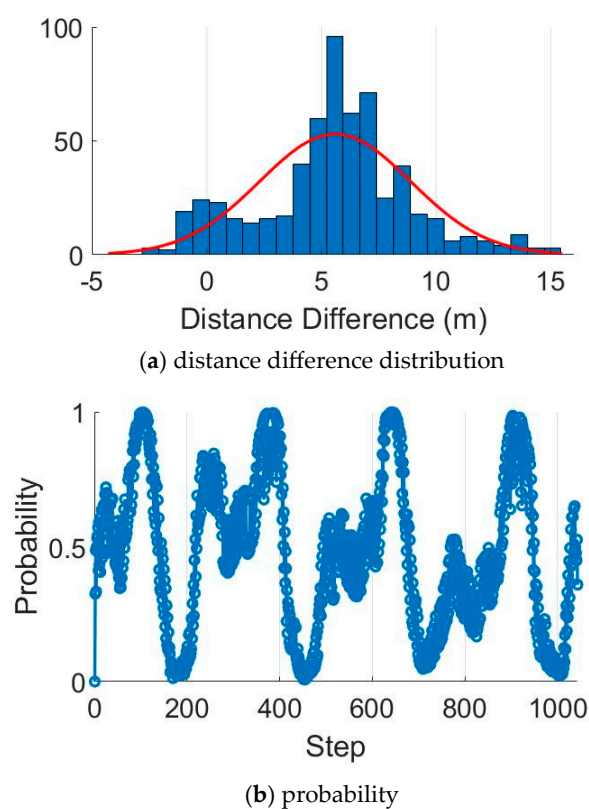 100
50
0
-5 0 5 10 15
Distance Difference (m)
(a) distance difference distribution
1
0.5
0
Probability
0 200 400 600 800 1000
Step
(b) probability